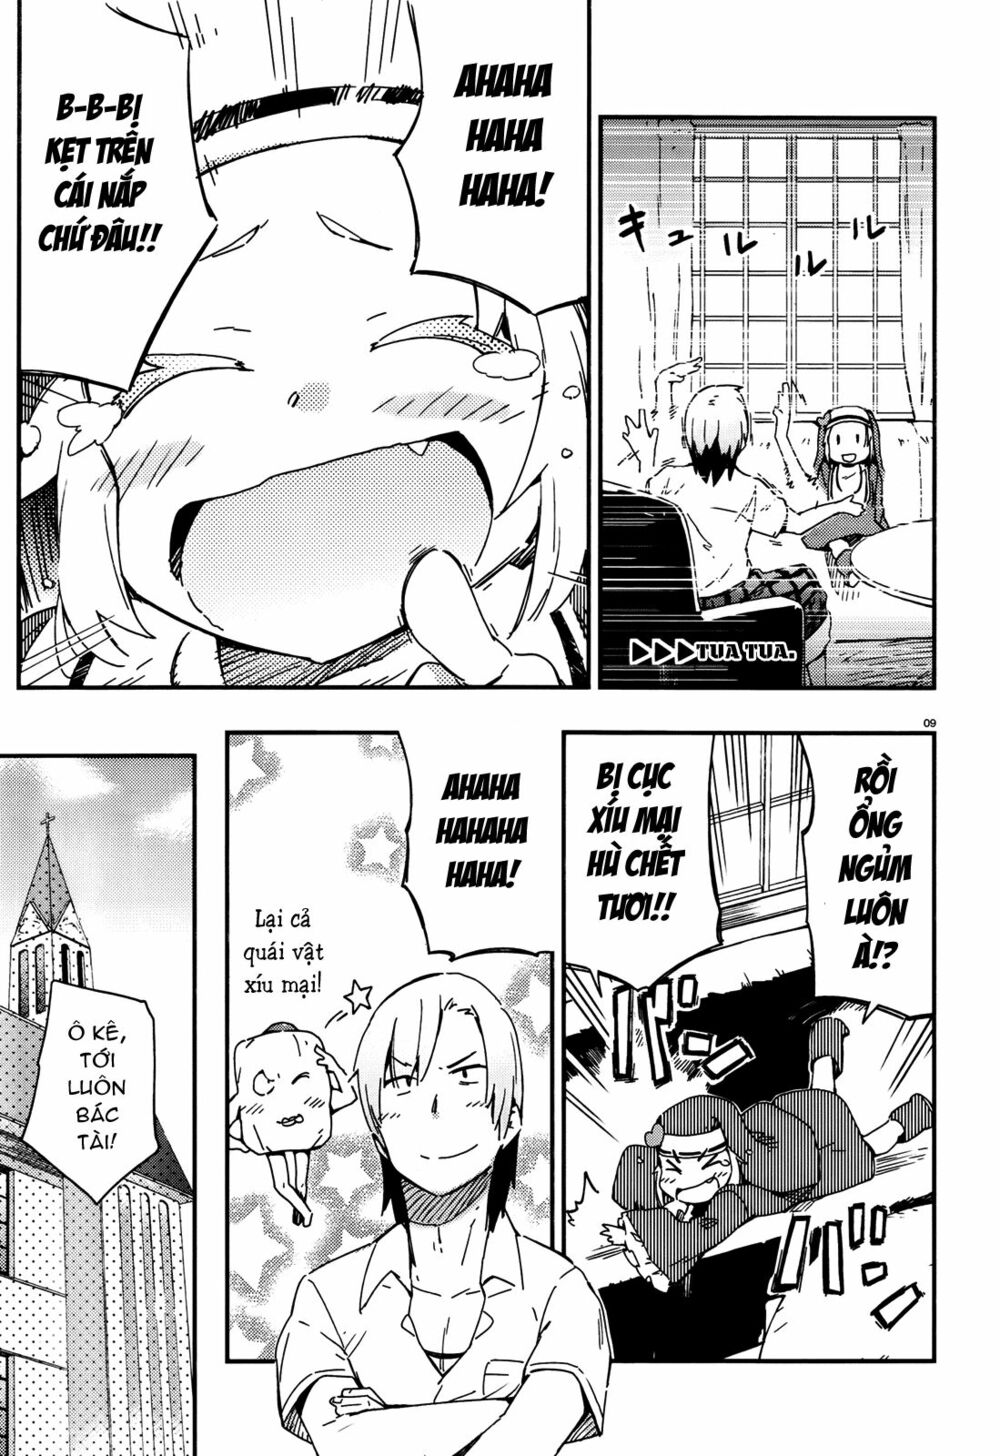 キュルルル
▷▷▷TUA TUA.
AHAHA
HAHA
HAHA!
B-B-BỊ
KẸT TRÊN
CÁI NẮP
CHỨ ĐÂU!!
09
RỒI
ỔNG
NGỦM
LUÔN
À!?
BỊ CỤC
XÍU MẠI
HÙ CHẾT
TƯƠI!!
AHAHA
HAHAHA
HAHA!
Lại cả
quái vật
xíu mại!
Ô KÊ,
TỚI
LUÔN
BÁC
TÀI!